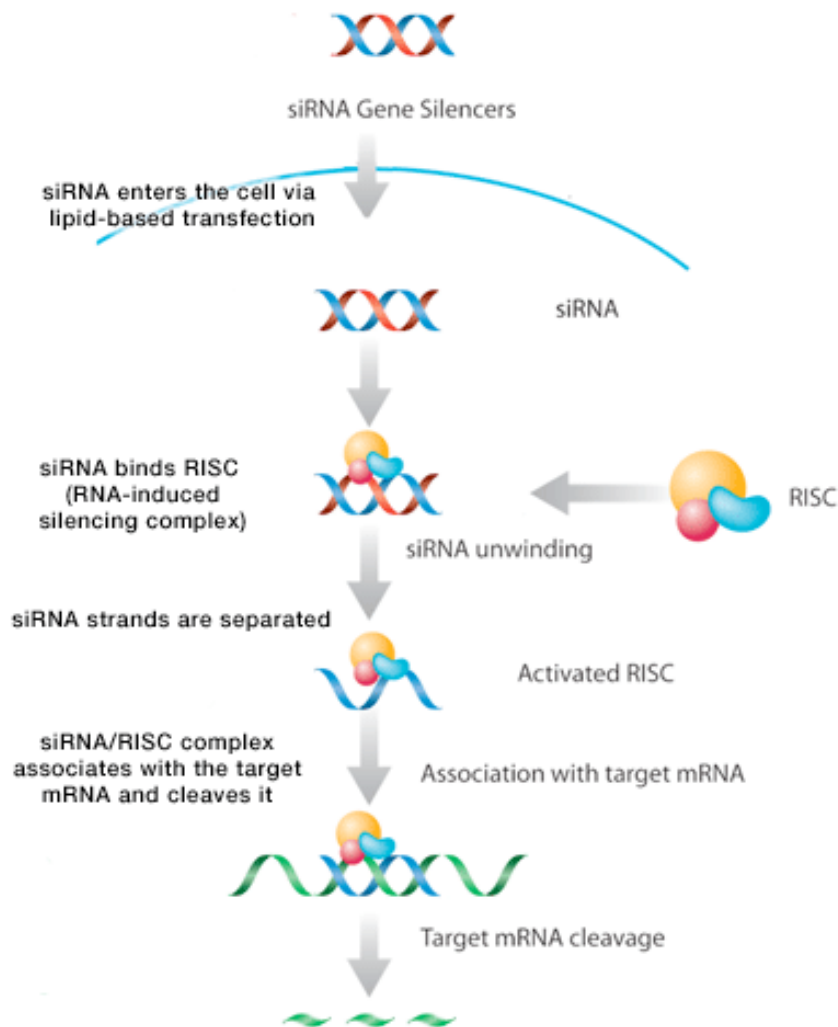 siRNA Gene Silencers
siRNA enters the cell via
lipid-based transfection
siRNA
siRNA binds RISC
(RNA-induced
silencing complex)
RISC
siRNA unwinding
siRNA strands are separated
Activated RISC
siRNA/RISC complex
associates with the target
mRNA and cleaves it
Association with target mRNA
Target mRNA cleavage